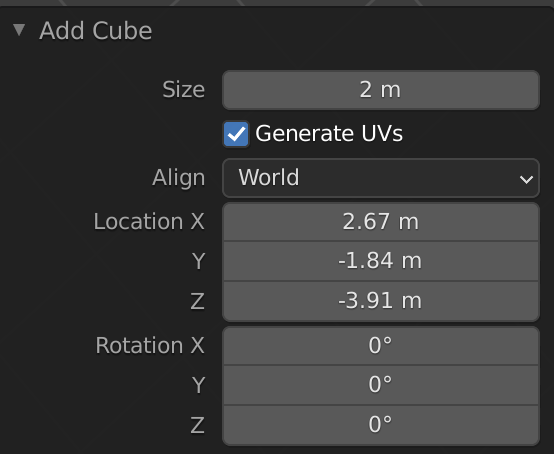 Add Cube
Size 2 m
Generate UVs
Align World
Location X 2.67 m
Y -1.84 m
Z -3.91 m
Rotation X 0°
Y 0°
Z 0°